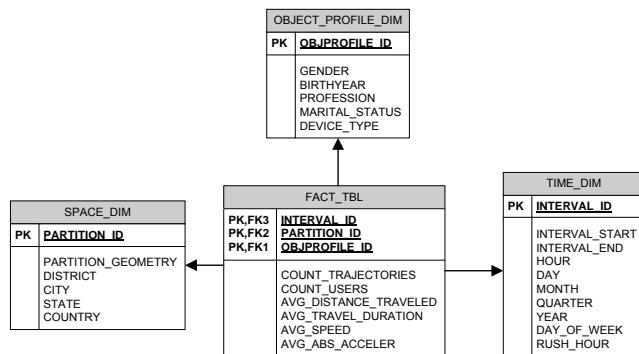 OBJECT_PROFILE_DIM
PK OBJPROFILE_ID
GENDER
BIRTHYEAR
PROFESSION
MARITAL_STATUS
DEVICE_TYPE
SPACE_DIM
PK PARTITION_ID
PARTITION_GEOMETRY
DISTRICT
CITY
STATE
COUNTRY
FACT_TBL
PK,FK3 INTERVAL_ID
PK,FK2 PARTITION_ID
PK,FK1 OBJPROFILE_ID
COUNT_TRAJECTORIES
COUNT_USERS
AVG_DISTANCE_TRAVELED
AVG_TRAVEL_DURATION
AVG_SPEED
AVG_ABS_ACCELER
TIME_DIM
PK INTERVAL_ID
INTERVAL_START
INTERVAL_END
HOUR
DAY
MONTH
QUARTER
YEAR
DAY_OF_WEEK
RUSH_HOUR